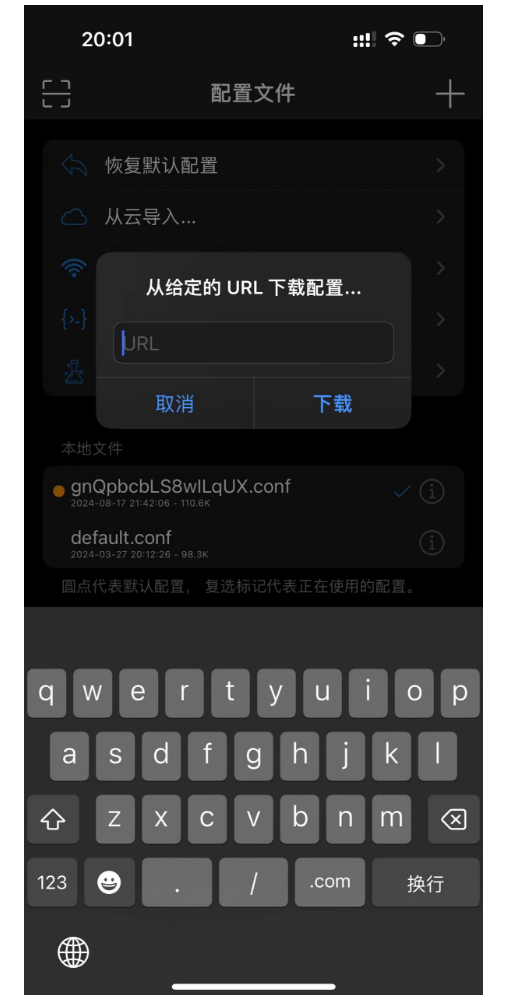 20:01
配置文件
恢复默认配置
从云导入...
从给定的 URL 下载配置...
{>_}
URL
取消 下载
本地文件
gnQpbcbLS8wlLqUX.conf
2024-08-17 21:42:06 - 110.6K
default.conf
2024-03-27 20:12:26 - 98.3K
圆点代表默认配置， 复选标记代表正在使用的配置。
q w e r t y u i o p
a s d f g h j k l
z x c v b n m
123 . / .com 换行